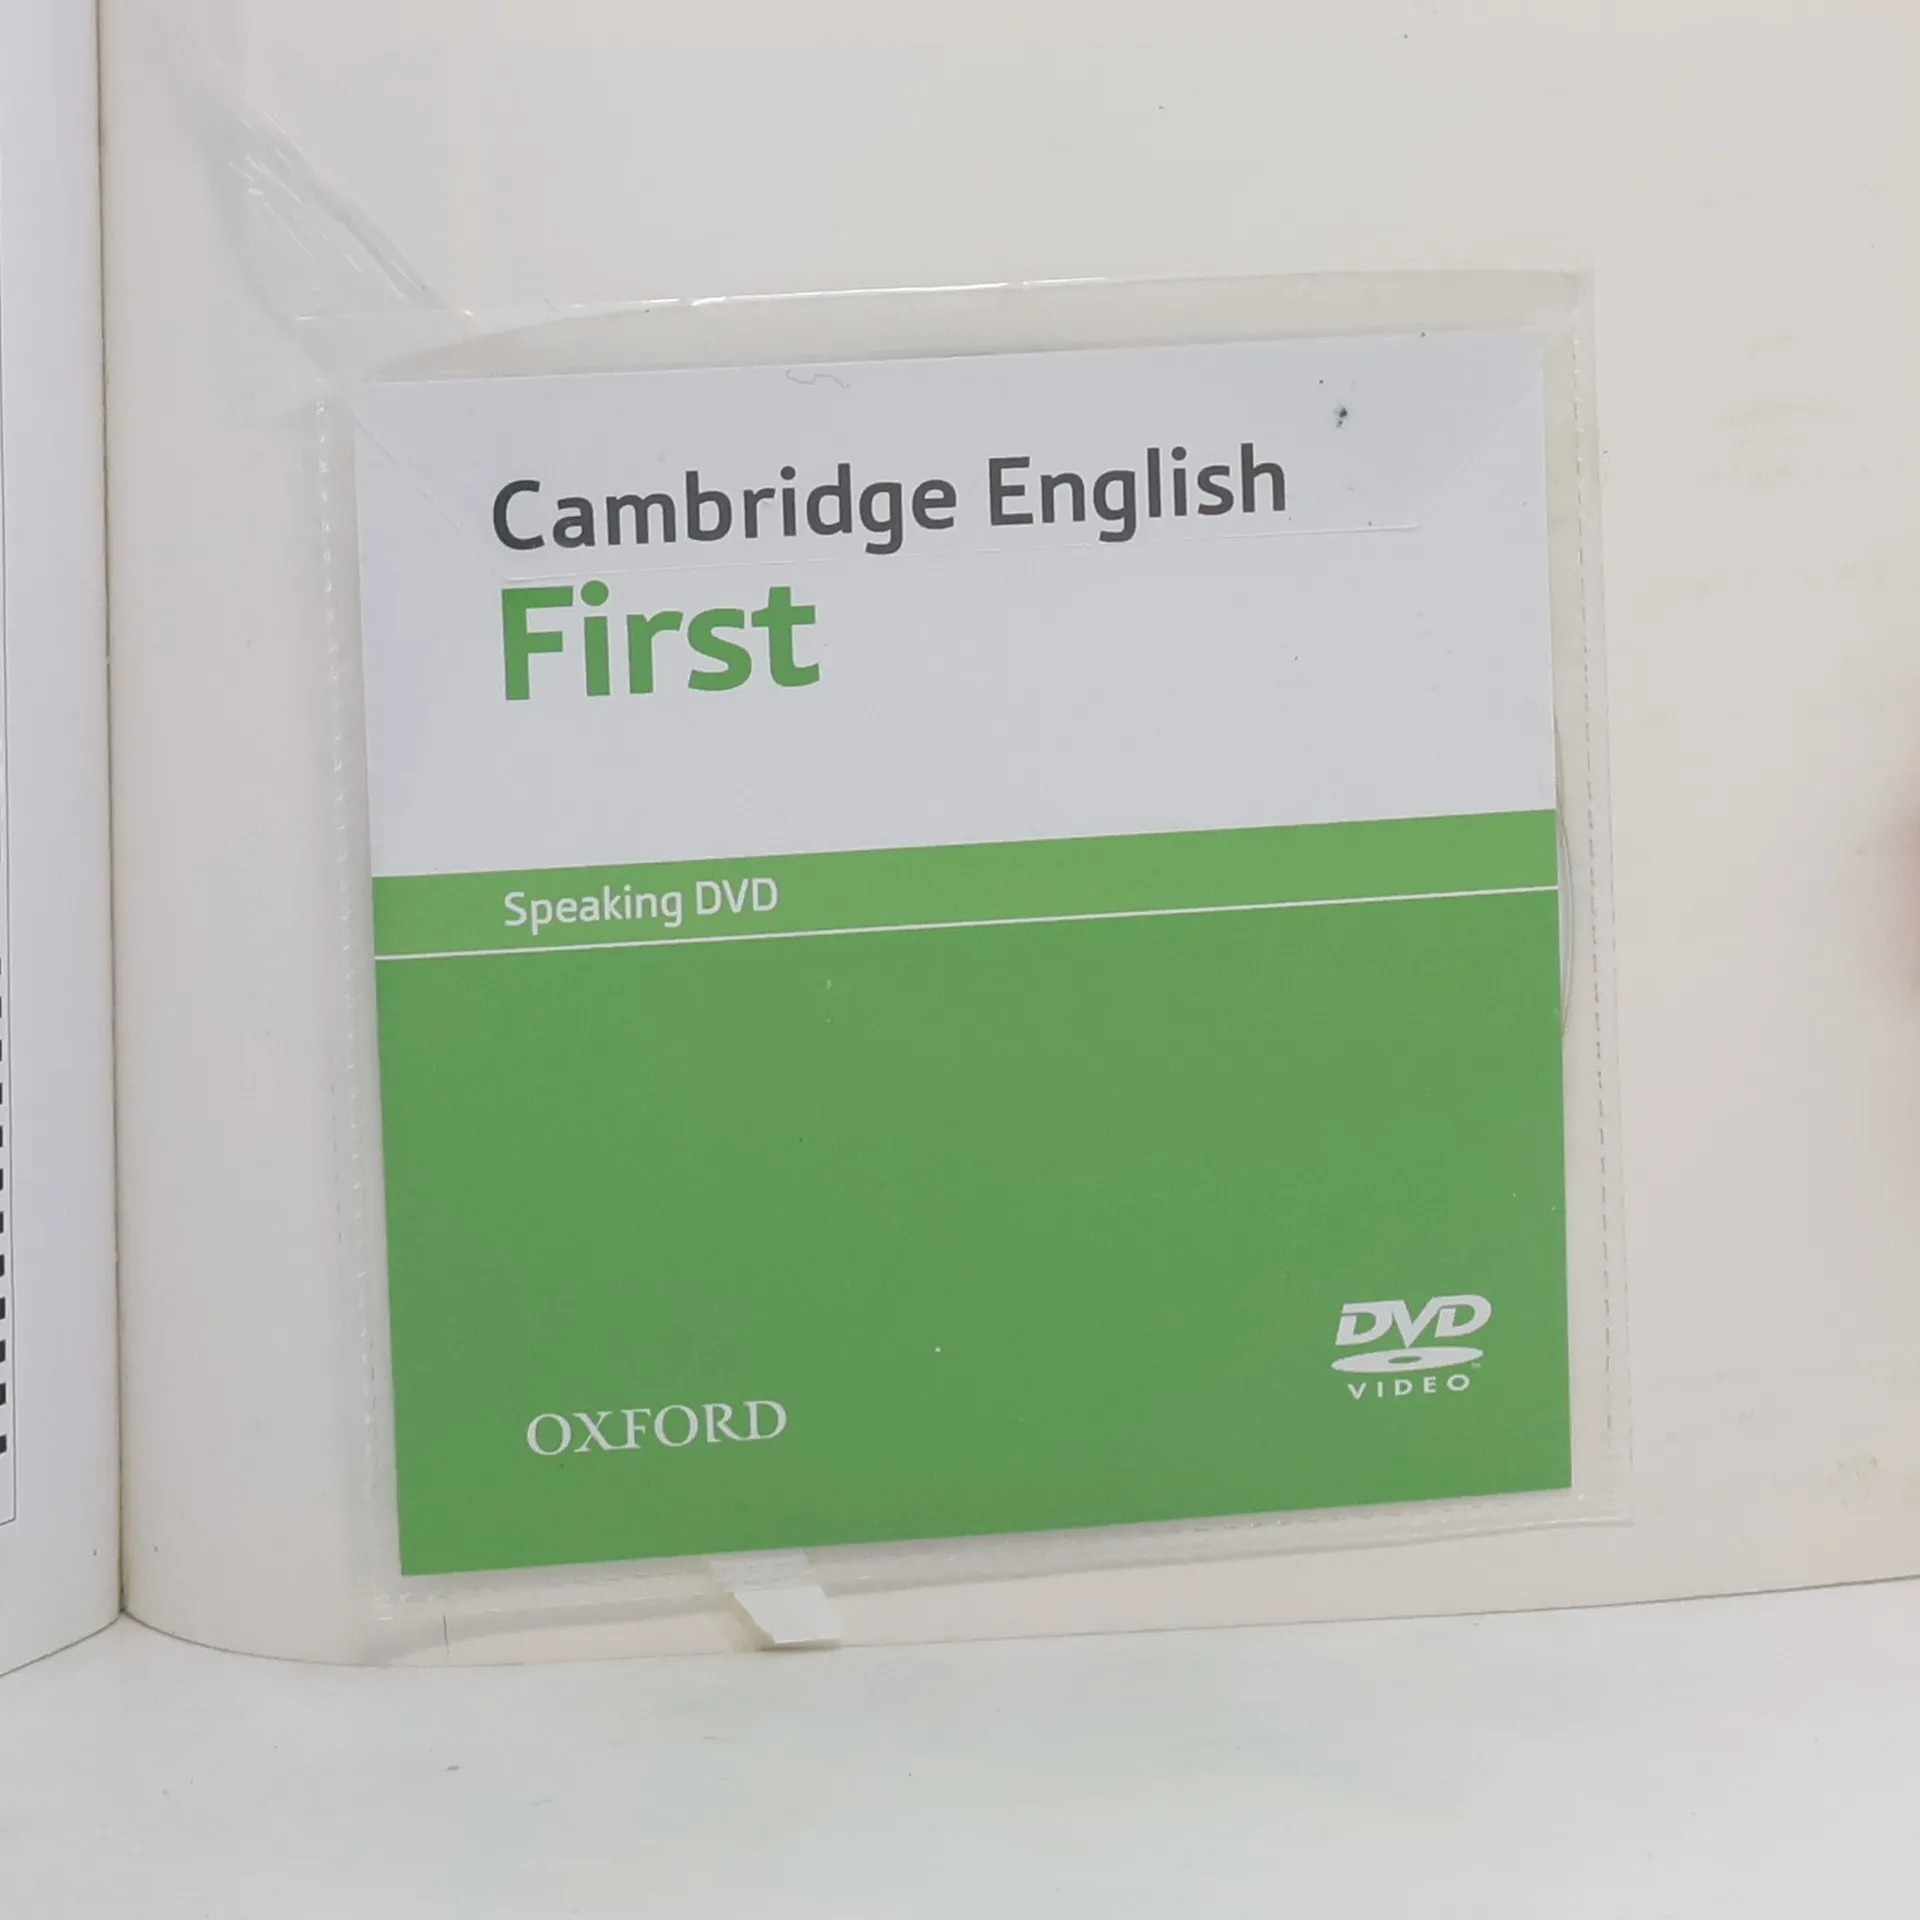 Cambridge English
First
Speaking DVD
DVD
VIDEO
OXFORD